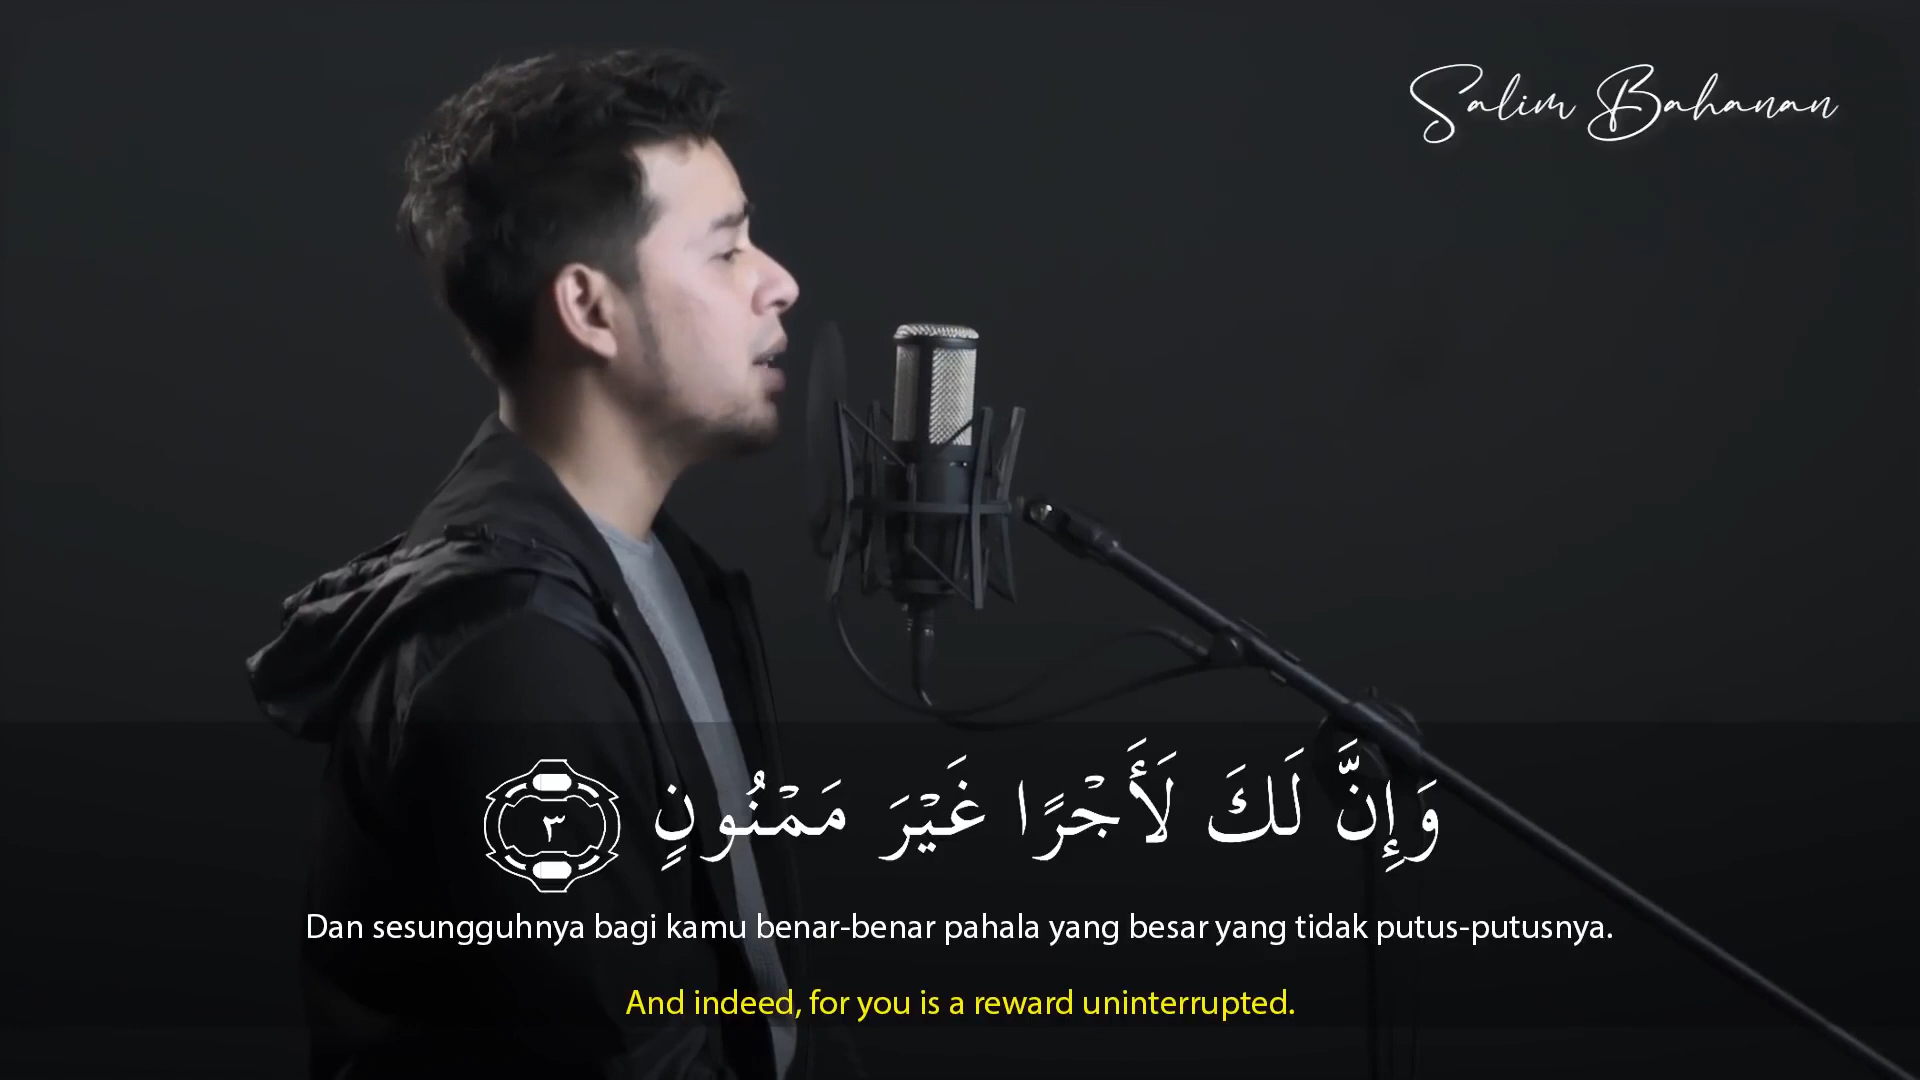 Salim Bahanan
وَإِنَّ لَكَ لَأَجْرًا غَيْرَ مَمْنُونٍ ٣
Dan sesungguhnya bagi kamu benar-benar pahala yang besar yang tidak putus-putusnya.
And indeed, for you is a reward uninterrupted.